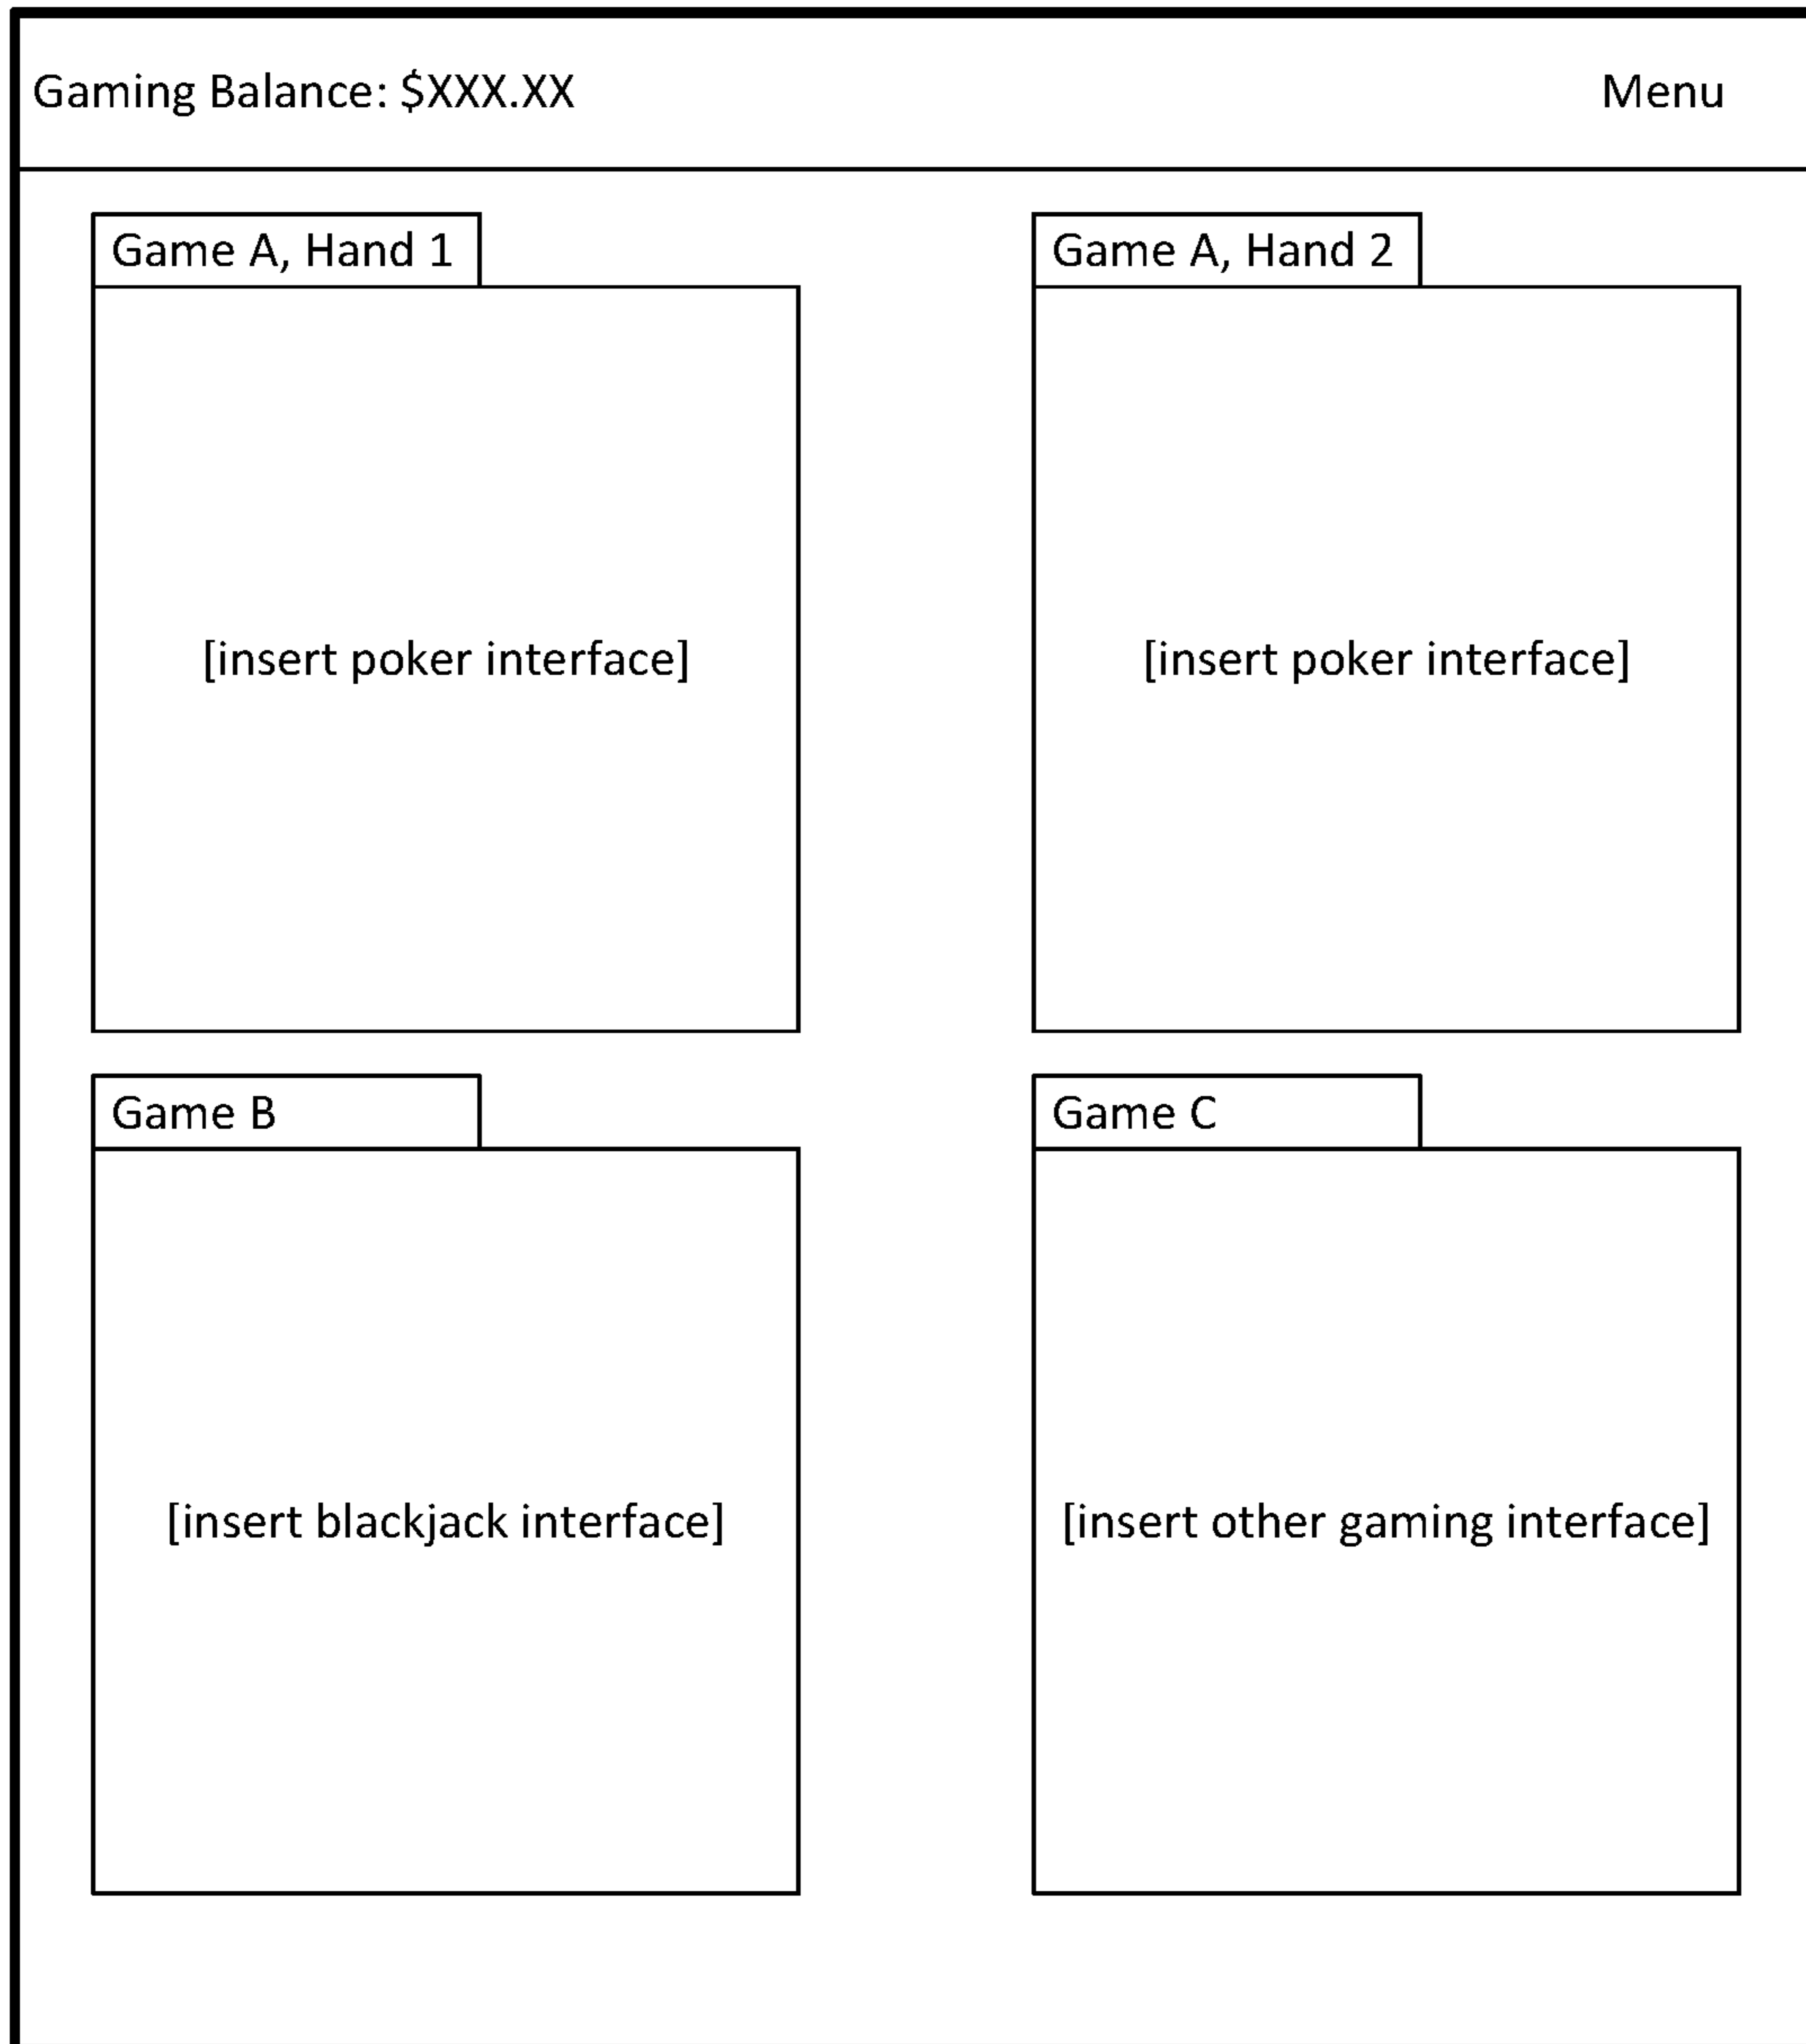 Gaming Balance: $XXX.XX
Menu
Game A, Hand 1
Game A, Hand 2
[insert poker interface]
[insert poker interface]
Game B
Game C
[insert blackjack interface]
[insert other gaming interface]